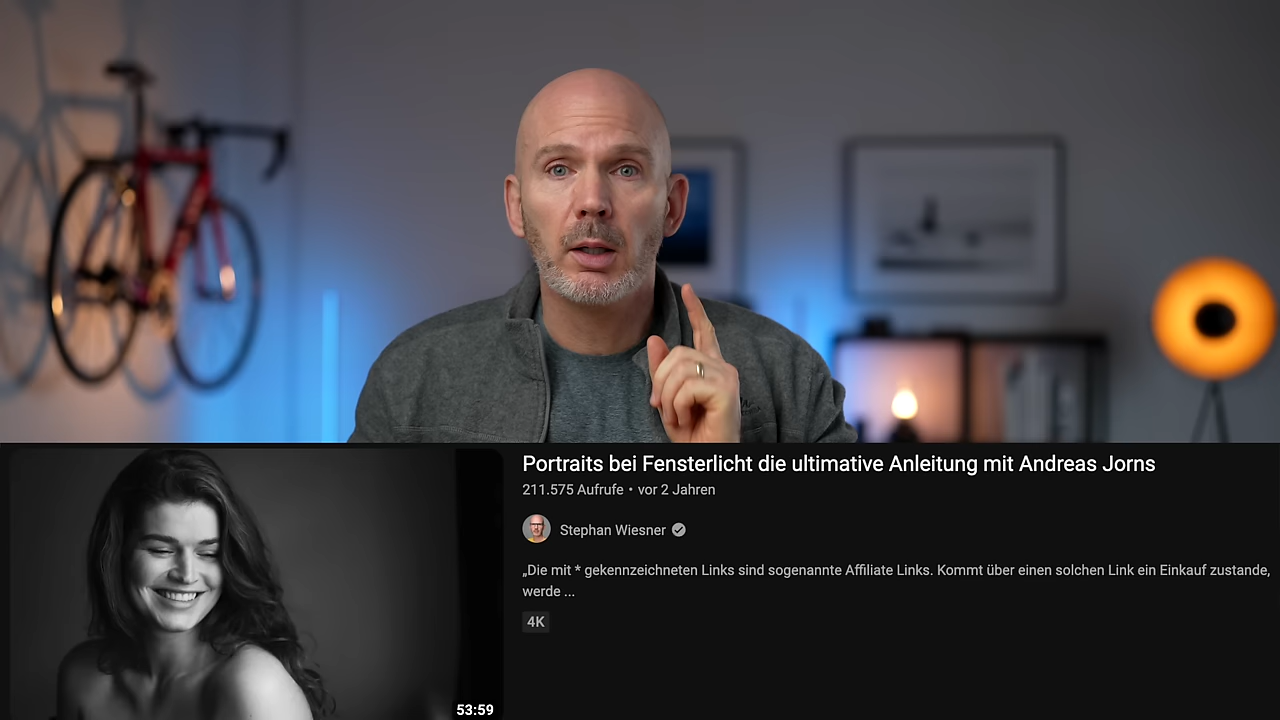 Portraits bei Fensterlicht die ultimative Anleitung mit Andreas Jorns
211.575 Aufrufe • vor 2 Jahren
Stephan Wiesner
„Die mit * gekennzeichneten Links sind sogenannte Affiliate Links. Kommt über einen solchen Link ein Einkauf zustande,
werde ...
4K
53:59